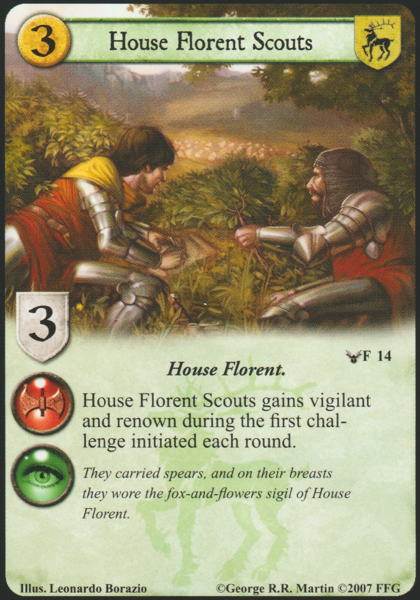 3
House Florent Scouts
3
F 14
House Florent.
House Florent Scouts gains vigilant
and renown during the first chal-
lenge initiated each round.
They carried spears, and on their breasts
they wore the fox-and-flowers sigil of House
Florent.
Illus. Leonardo Borazio ©George R.R. Martin ©2007 FFG